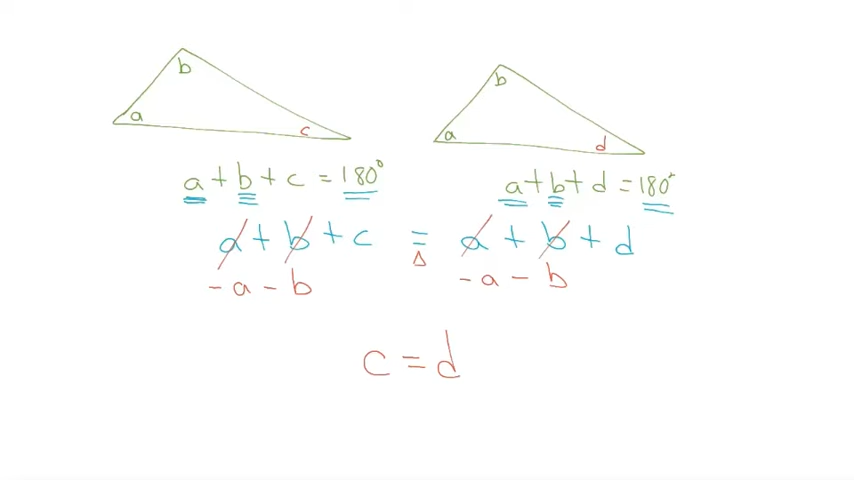 b
b
a
c
a
d
a + b + c = 180°
a + b + d = 180°
a + b + c = a + b + d
Δ
- a - b
- a - b
c = d